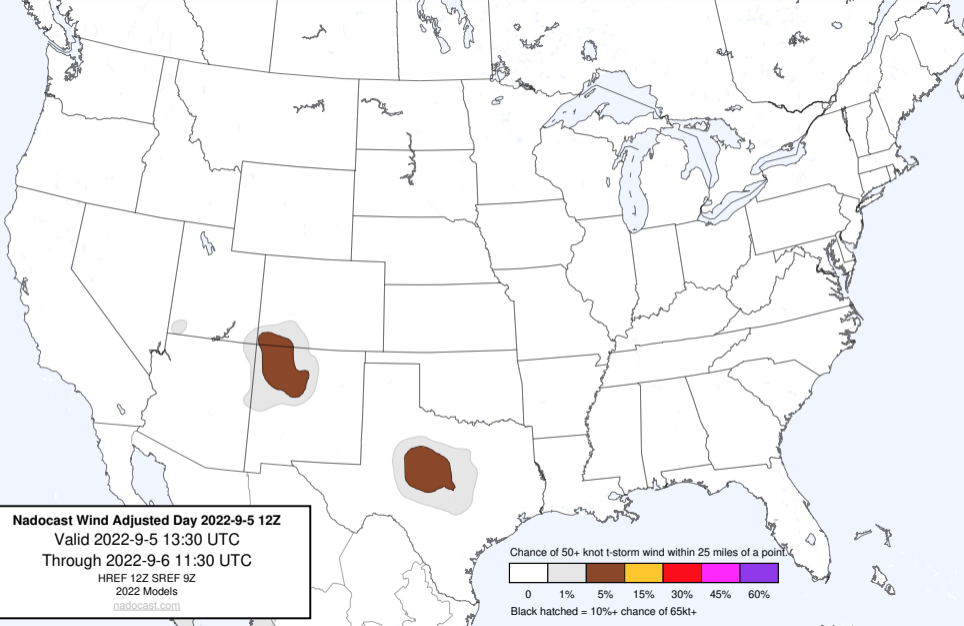 Nadocast Wind Adjusted Day 2022-9-5 12Z
Valid 2022-9-5 13:30 UTC
Through 2022-9-6 11:30 UTC
HREF 12Z SREF 9Z
2022 Models
nadocast.com
Chance of 50+ knot t-storm wind within 25 miles of a point.
0 1% 5% 15% 30% 45% 60%
Black hatched = 10%+ chance of 65kt+